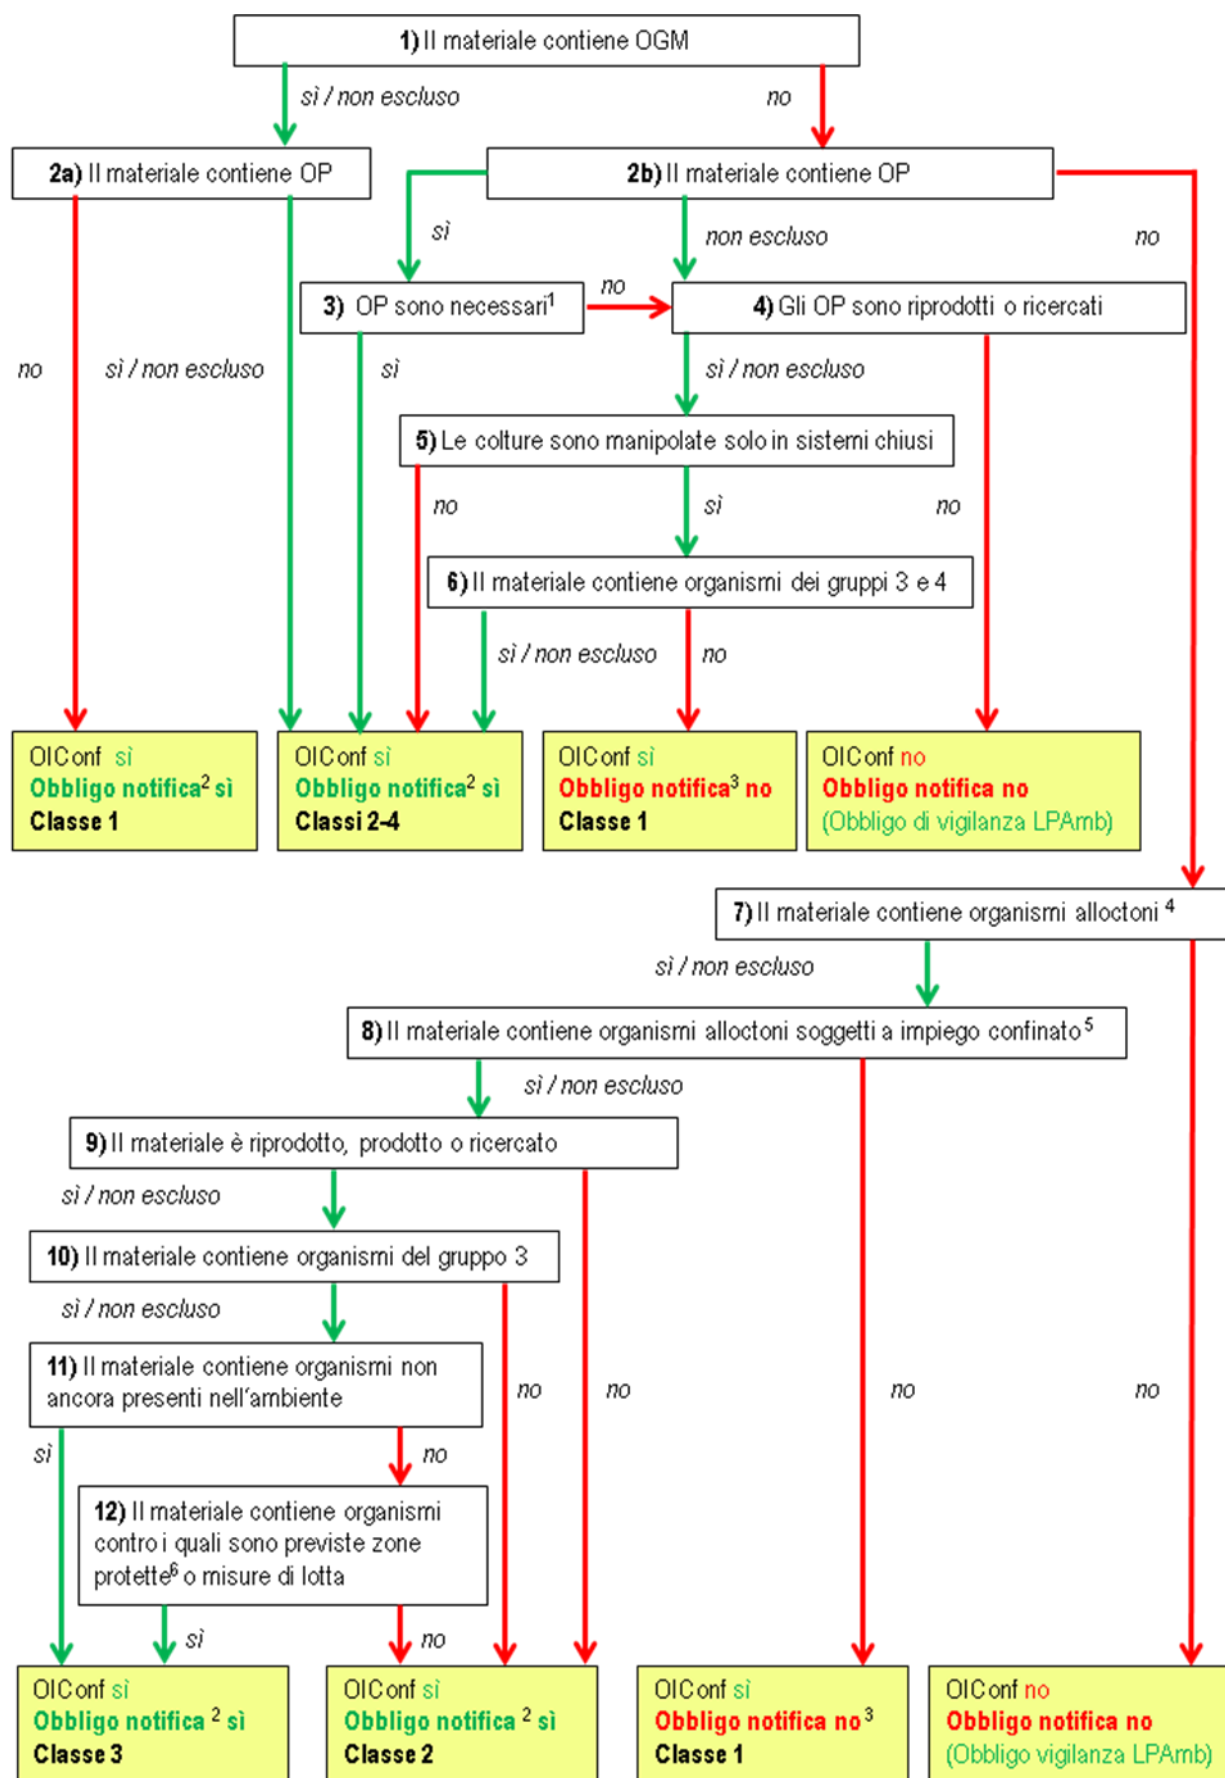 1) Il materiale contiene OGM
sì / non escluso
no
2a) Il materiale contiene OP
2b) Il materiale contiene OP
sì
non escluso
no
3) OP sono necessari¹
no
4) Gli OP sono riprodotti o ricercati
no
sì / non escluso
sì
sì / non escluso
5) Le colture sono manipolate solo in sistemi chiusi
no
sì
no
6) Il materiale contiene organismi dei gruppi 3 e 4
sì / non escluso
no
OIConf sì
Obbligo notifica² sì
Classe 1
OIConf sì
Obbligo notifica² sì
Classi 2-4
OIConf sì
Obbligo notifica³ no
Classe 1
OIConf no
Obbligo notifica no
(Obbligo di vigilanza LPAmb)
7) Il materiale contiene organismi alloctoni ⁴
sì / non escluso
8) Il materiale contiene organismi alloctoni soggetti a impiego confinato⁵
sì / non escluso
9) Il materiale è riprodotto, prodotto o ricercato
sì / non escluso
10) Il materiale contiene organismi del gruppo 3
sì / non escluso
11) Il materiale contiene organismi non
ancora presenti nell'ambiente
no
no
no
no
sì
no
12) Il materiale contiene organismi
contro i quali sono previste zone
protette⁶ o misure di lotta
sì
no
OIConf sì
Obbligo notifica ² sì
Classe 3
OIConf sì
Obbligo notifica ² sì
Classe 2
OIConf sì
Obbligo notifica no ³
Classe 1
OIConf no
Obbligo notifica no
(Obbligo vigilanza LPAmb)